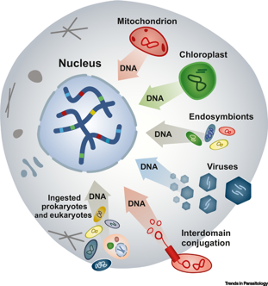 Mitochondrion
Chloroplast
Nucleus
DNA
DNA
Endosymbionts
DNA
Viruses
DNA
Ingested
prokaryotes
and eukaryotes
DNA
DNA
Interdomain
conjugation
Trends in Parasitology